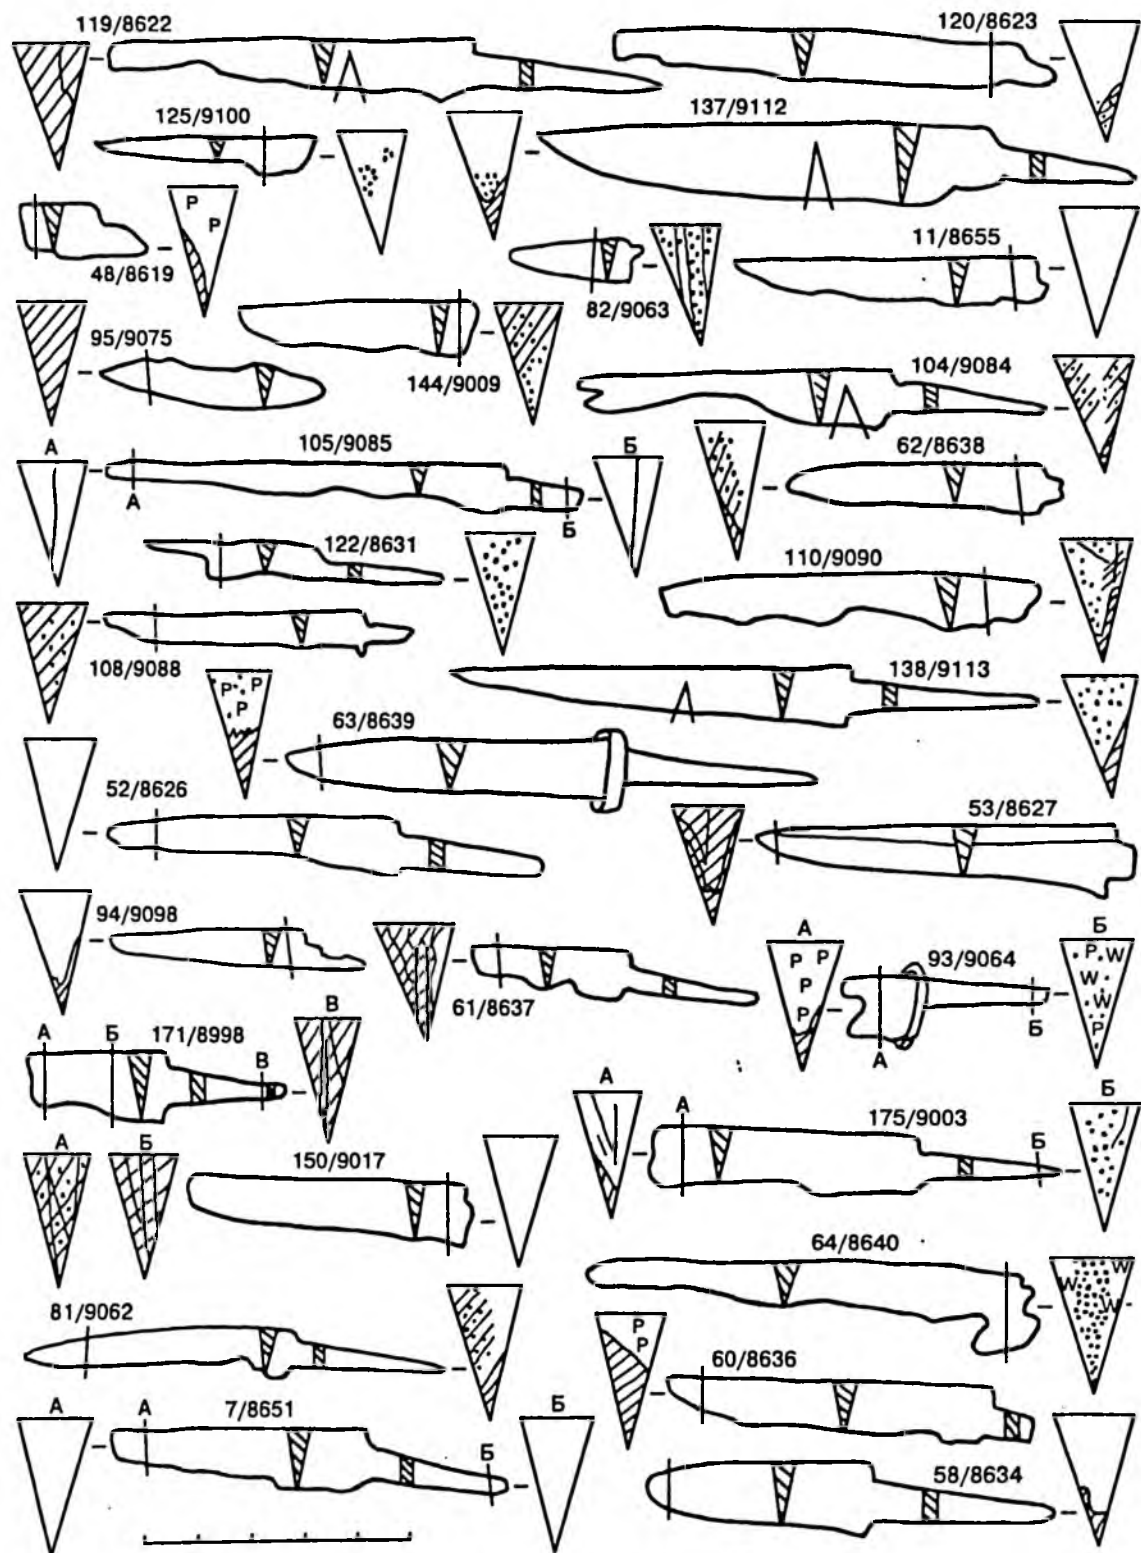 119/8622
120/8623
125/9100
137/9112
P
P
48/8619
82/9063
11/8655
95/9075
144/9009
104/9084
А
105/9085
Б
62/8638
А
Б
122/8631
110/9090
108/9088
P P
P
138/9113
63/8639
52/8626
53/8627
94/9098
61/8637
А
P P
P
P
93/9064
А
Б
Б
P W
W
P
А Б 171/8998 В
В
А
А
175/9003
Б
Б
А Б
150/9017
64/8640
W
W
W
81/9062
P
P
60/8636
А
А
7/8651
Б
Б
58/8634